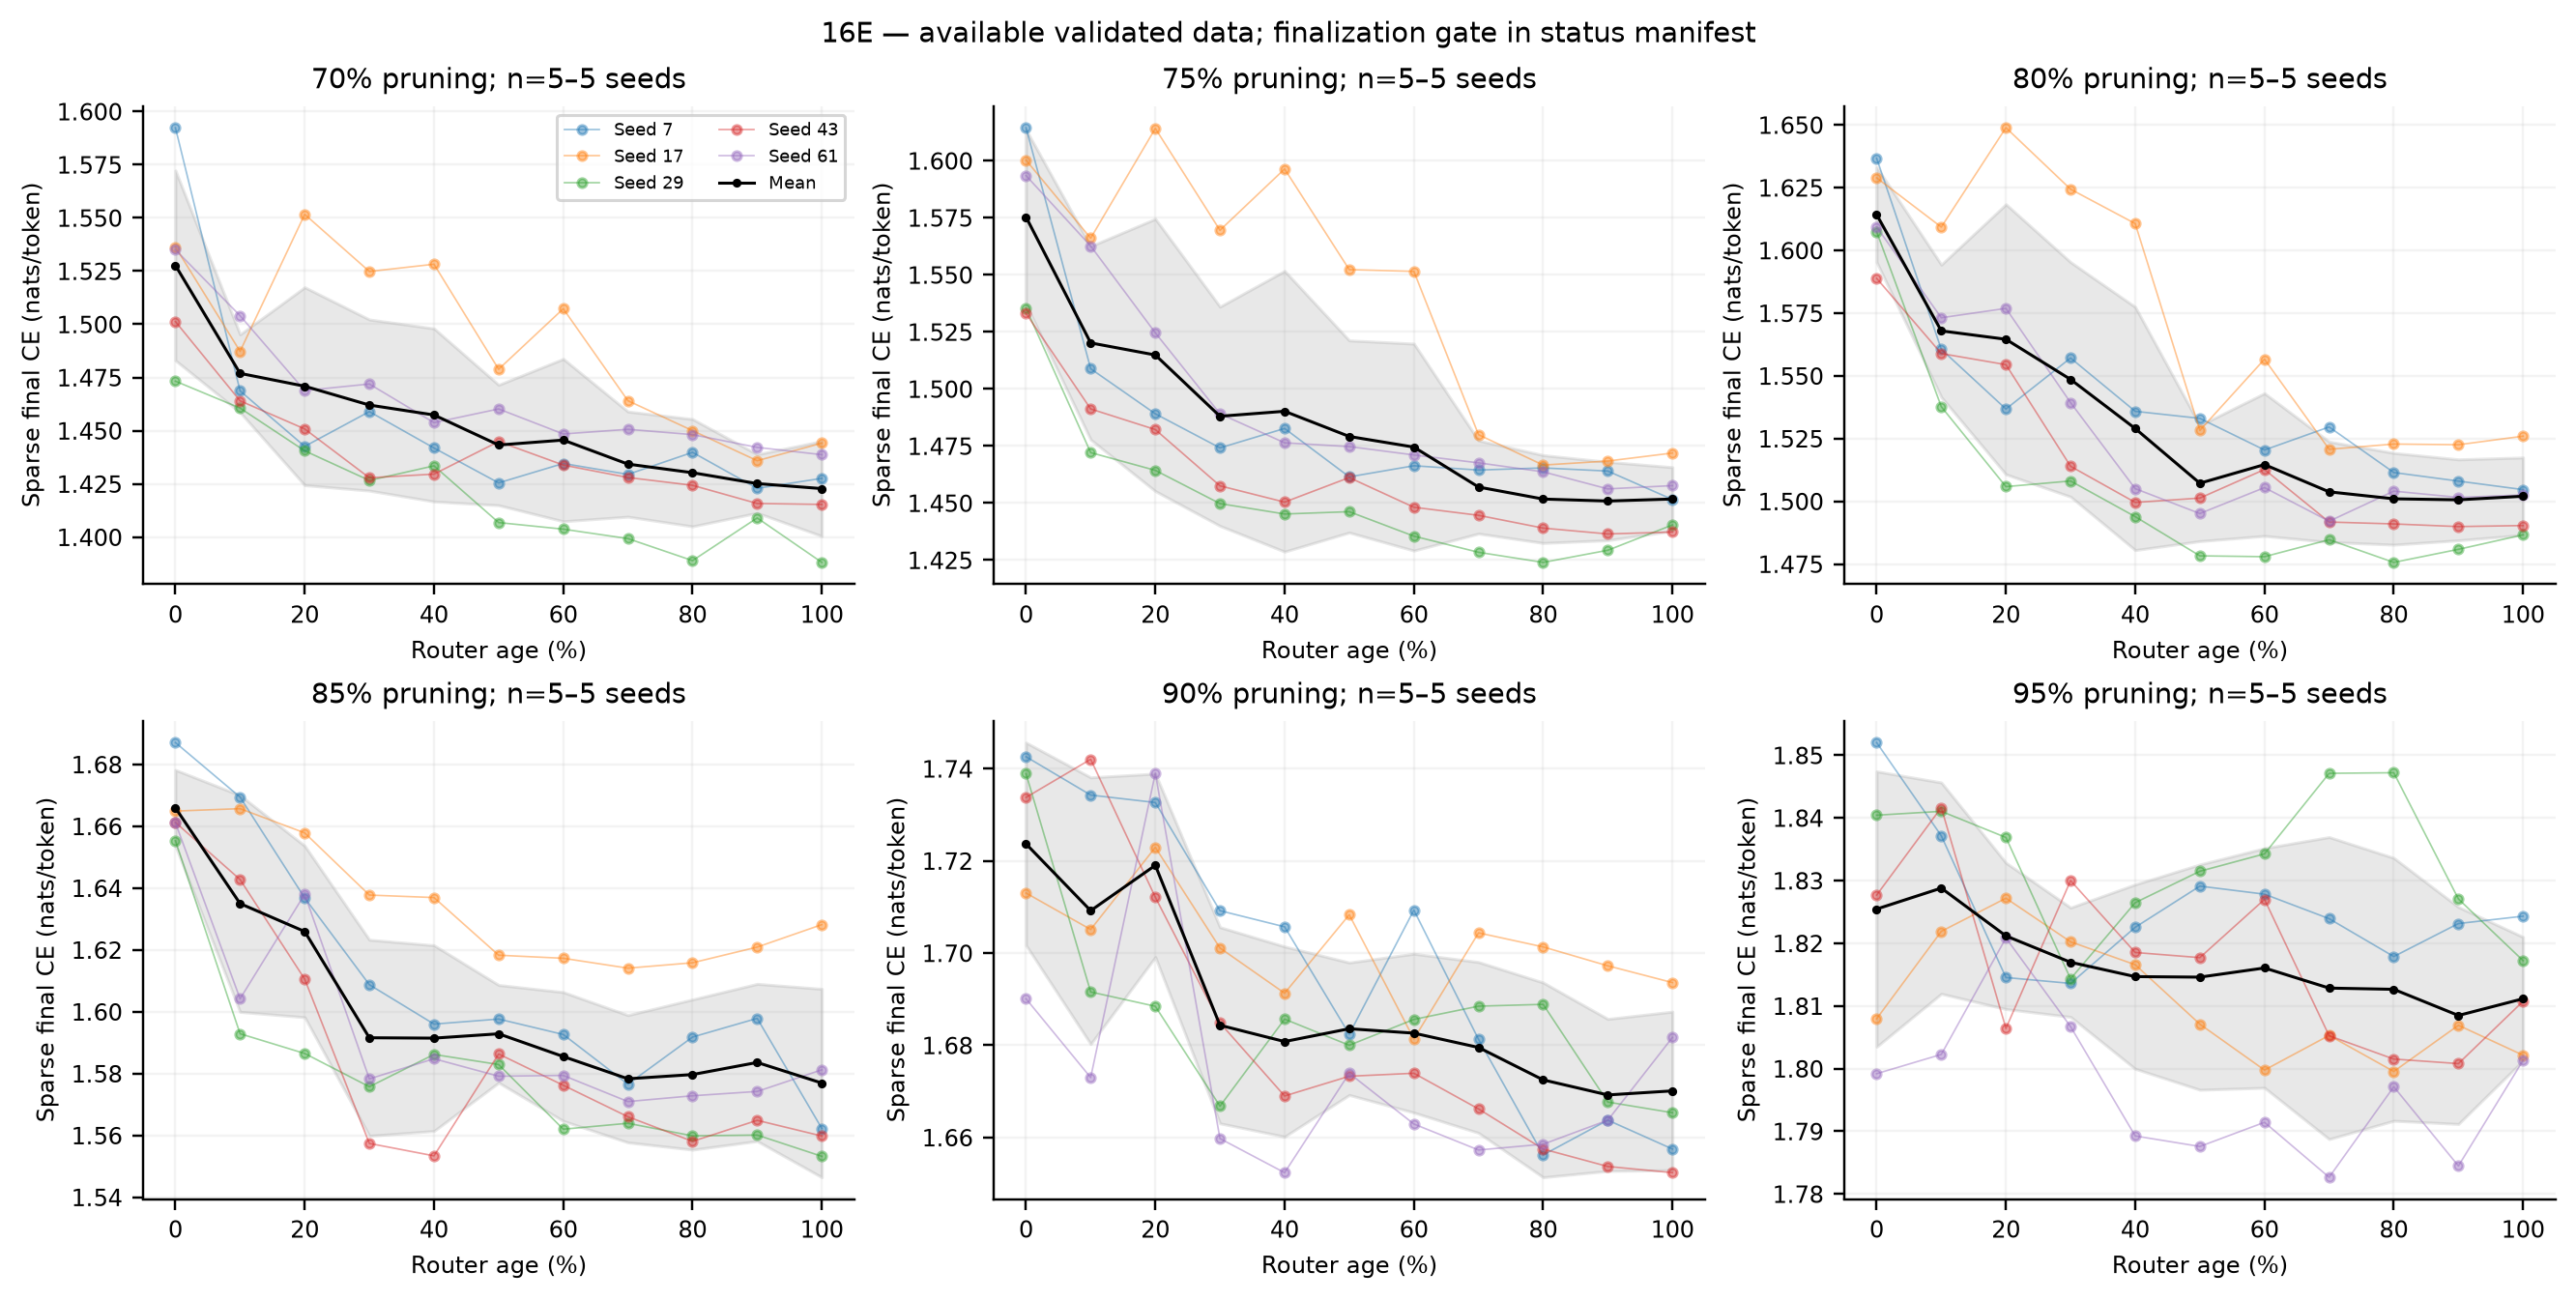 16E — available validated data; finalization gate in status manifest
70% pruning; n=5–5 seeds
Sparse final CE (nats/token)
1.600
1.575
1.550
1.525
1.500
1.475
1.450
1.425
1.400
Seed 7
Seed 17
Seed 29
Seed 43
Seed 61
Mean
0 20 40 60 80 100
Router age (%)
75% pruning; n=5–5 seeds
Sparse final CE (nats/token)
1.600
1.575
1.550
1.525
1.500
1.475
1.450
1.425
0 20 40 60 80 100
Router age (%)
80% pruning; n=5–5 seeds
Sparse final CE (nats/token)
1.650
1.625
1.600
1.575
1.550
1.525
1.500
1.475
0 20 40 60 80 100
Router age (%)
85% pruning; n=5–5 seeds
Sparse final CE (nats/token)
1.68
1.66
1.64
1.62
1.60
1.58
1.56
1.54
0 20 40 60 80 100
Router age (%)
90% pruning; n=5–5 seeds
Sparse final CE (nats/token)
1.74
1.72
1.70
1.68
1.66
0 20 40 60 80 100
Router age (%)
95% pruning; n=5–5 seeds
Sparse final CE (nats/token)
1.85
1.84
1.83
1.82
1.81
1.80
1.79
1.78
0 20 40 60 80 100
Router age (%)